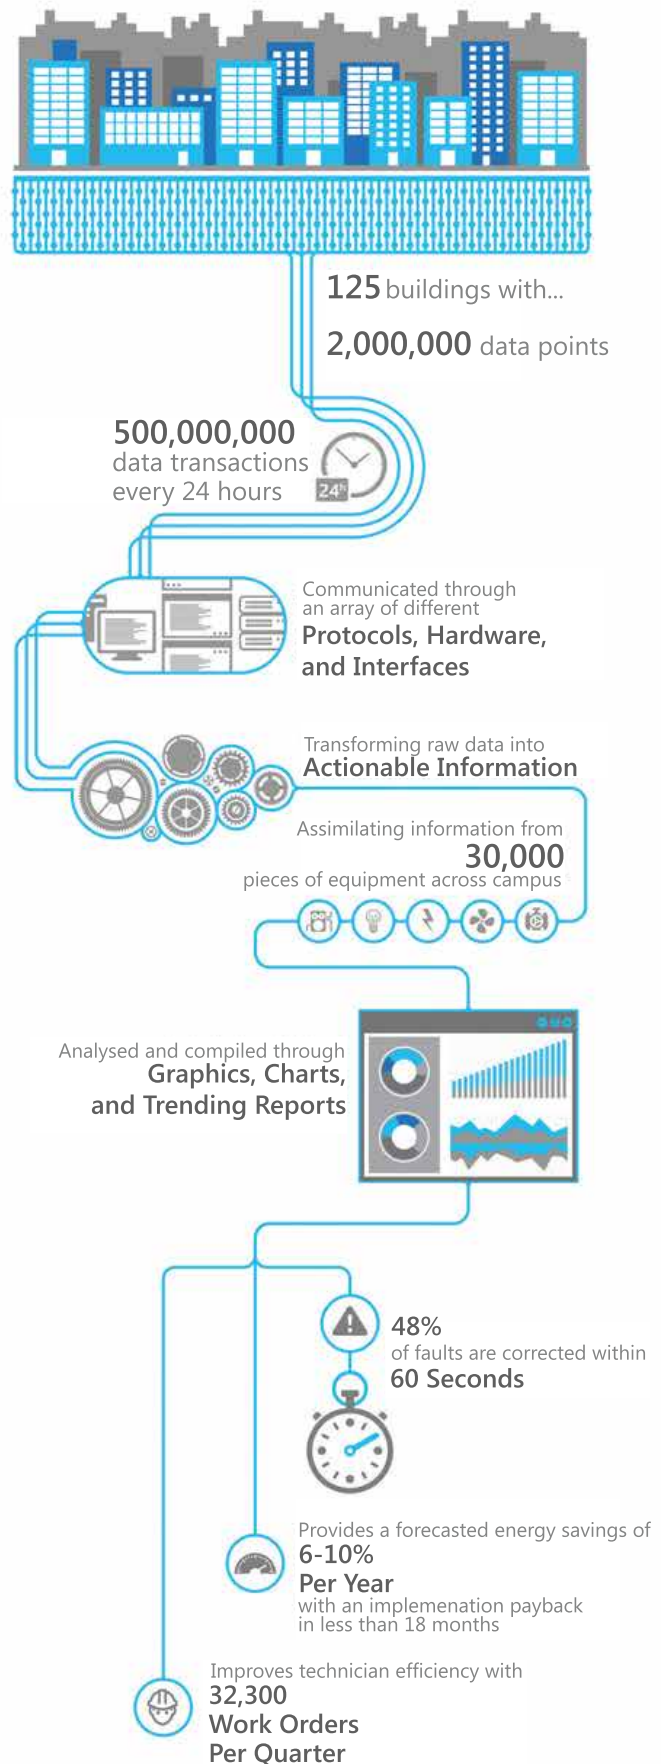 125 buildings with...
2,000,000 data points
500,000,000
data transactions
every 24 hours
24h
Communicated through
an array of different
Protocols, Hardware,
and Interfaces
Transforming raw data into
Actionable Information
Assimilating information from
30,000
pieces of equipment across campus
Analysed and compiled through
Graphics, Charts,
and Trending Reports
48%
of faults are corrected within
60 Seconds
Provides a forecasted energy savings of
6-10%
Per Year
with an implemenation payback
in less than 18 months
Improves technician efficiency with
32,300
Work Orders
Per Quarter